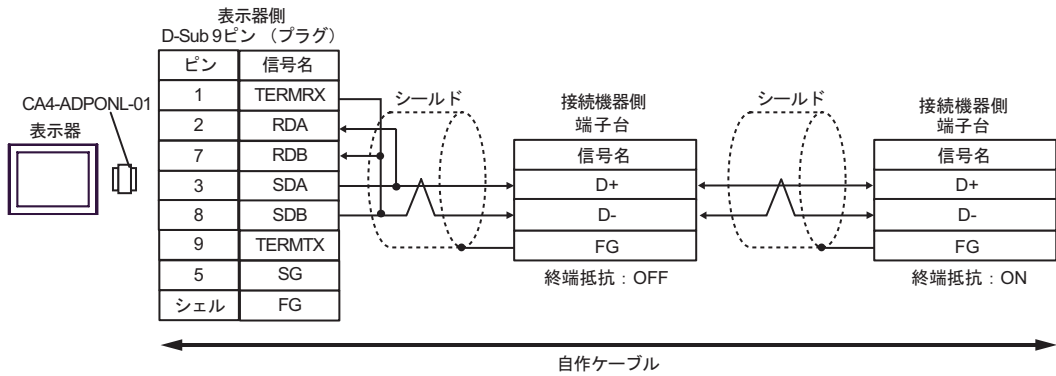 表示器側
D-Sub 9ピン （プラグ）
CA4-ADPONL-01
表示器
ピン 信号名
1 TERMRX
2 RDA
7 RDB
3 SDA
8 SDB
9 TERMTX
5 SG
シェル FG
シールド
接続機器側
端子台
信号名
D+
D-
FG
終端抵抗：OFF
シールド
接続機器側
端子台
信号名
D+
D-
FG
終端抵抗：ON
自作ケーブル